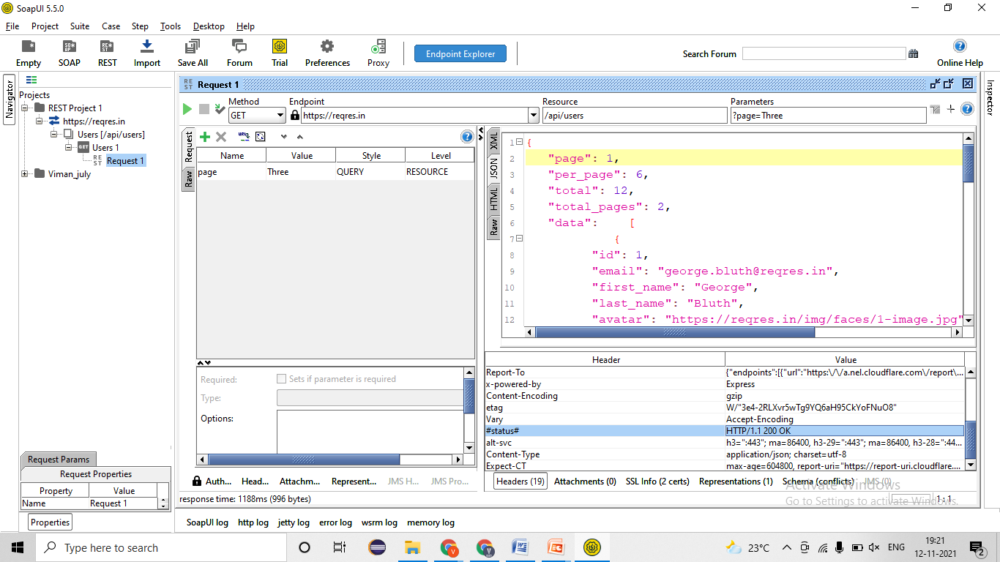 SoapUI 5.5.0
File Project Suite Case Step Tools Desktop Help
Empty SOAP REST Import Save All Forum Trial Preferences Proxy Endpoint Explorer Search Forum Online Help
Navigator
Projects
REST Project 1
https://reqres.in
Users [/api/users]
GET Users 1
REST Request 1
Viman_july
REST Request 1
Inspector
Method Endpoint Resource Parameters
GET https://reqres.in /api/users ?page=Three
Request
Raw
Name Value Style Level
page Three QUERY RESOURCE
Required: Sets if parameter is required
Type:
Options:
XML
JSON
HTML
Raw
1 {
2 "page": 1,
3 "per_page": 6,
4 "total": 12,
5 "total_pages": 2,
6 "data": [
7 {
8 "id": 1,
9 "email": "george.bluth@reqres.in",
10 "first_name": "George",
11 "last_name": "Bluth",
12 "avatar": "https://reqres.in/img/faces/1-image.jpg"
Header Value
Report-To {"endpoints":[{"url":"https:\/\/a.nel.cloudflare.com\/report\...
x-powered-by Express
Content-Encoding gzip
etag W/"3e4-2RLXvr5wTg9YQ6aH95CkYoFNuO8"
Vary Accept-Encoding
#status# HTTP/1.1 200 OK
alt-svc h3=":443"; ma=86400, h3-29=":443"; ma=86400, h3-28=":44...
Content-Type application/json; charset=utf-8
Expect-CT max-age=604800, report-uri="https://report-uri.cloudflare....
Auth... Head... Attachm... Represent... JMS H... JMS Pro...
Headers (19) Attachments (0) SSL Info (2 certs) Representations (1) Schema (conflicts) JMS (0)
response time: 1188ms (996 bytes)
1 : 1
Activate Windows
Go to Settings to activate Windows.
Request Params
Request Properties
Property Value
Name Request 1
Properties
SoapUI log http log jetty log error log wsrm log memory log
Type here to search
23°C ENG 19:21
12-11-2021
2